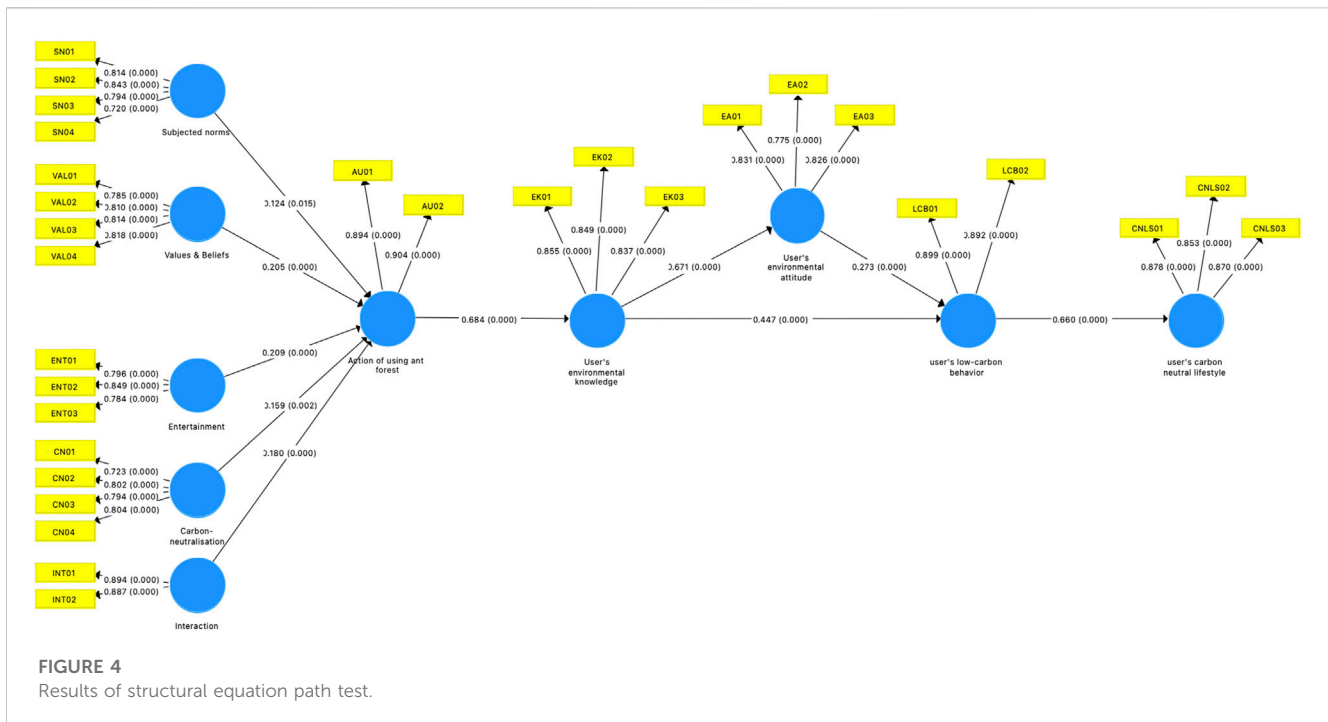 SN01
SN02
SN03
SN04
0.814 (0.000)
0.843 (0.000)
0.794 (0.000)
0.720 (0.000)
Subjected norms
VAL01
VAL02
VAL03
VAL04
0.785 (0.000)
0.810 (0.000)
0.814 (0.000)
0.818 (0.000)
Values & Beliefs
ENT01
ENT02
ENT03
0.796 (0.000)
0.849 (0.000)
0.784 (0.000)
Entertainment
CN01
CN02
CN03
CN04
0.723 (0.000)
0.802 (0.000)
0.794 (0.000)
0.804 (0.000)
Carbon-
neutralisation
INT01
INT02
0.894 (0.000)
0.887 (0.000)
Interaction
0.124 (0.015)
0.205 (0.000)
0.209 (0.000)
0.159 (0.002)
0.180 (0.000)
AU01
AU02
0.894 (0.000)
0.904 (0.000)
Action of using ant
forest
0.684 (0.000)
EK01
EK02
EK03
0.855 (0.000)
0.849 (0.000)
0.837 (0.000)
User's
environmental
knowledge
0.671 (0.000)
0.447 (0.000)
EA01
EA02
EA03
0.831 (0.000)
0.775 (0.000)
0.826 (0.000)
User's
environmental
attitude
0.273 (0.000)
LCB01
LCB02
0.899 (0.000)
0.892 (0.000)
user's low-carbon
behavior
0.660 (0.000)
CNLS01
CNLS02
CNLS03
0.878 (0.000)
0.853 (0.000)
0.870 (0.000)
user's carbon
neutral lifestyle
FIGURE 4
Results of structural equation path test.